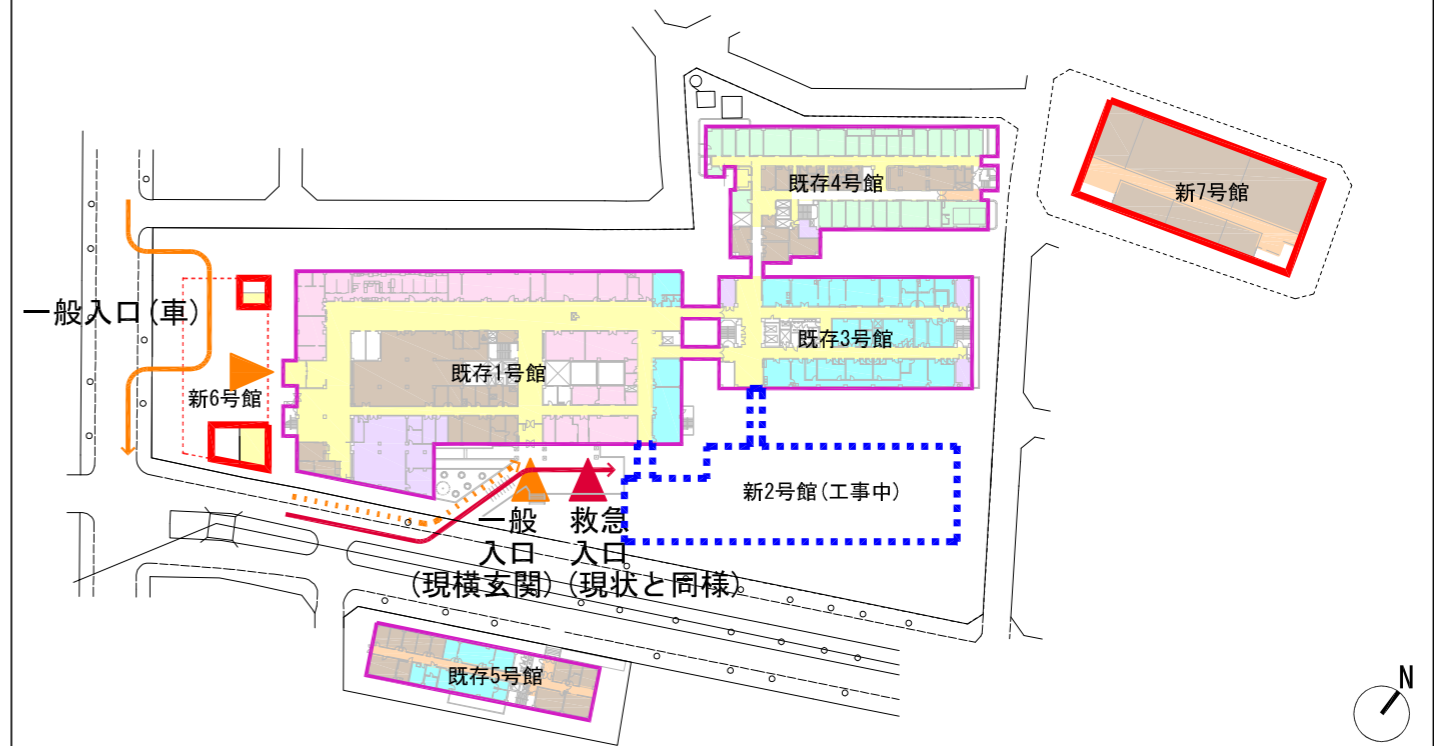 既存4号館
新7号館
一般入口(車)
既存3号館
既存1号館
新6号館
新2号館(工事中)
一般
入口
(現横玄関)
救急
入口
(現状と同様)
既存5号館
N